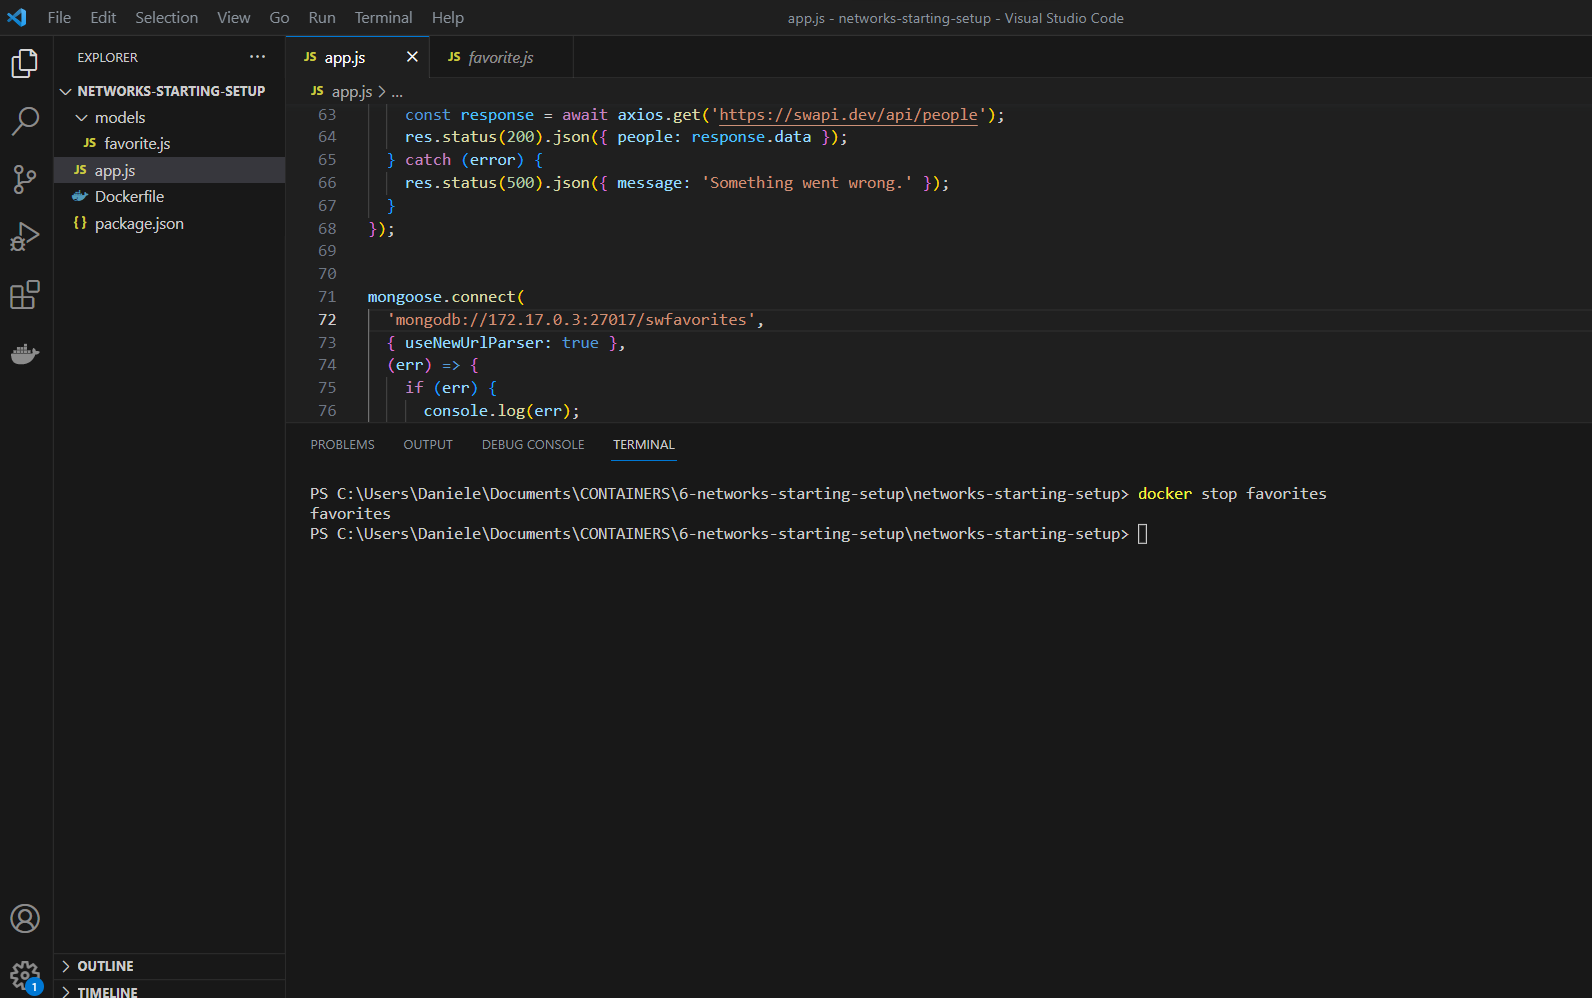 File Edit Selection View Go Run Terminal Help
app.js - networks-starting-setup - Visual Studio Code
EXPLORER
NETWORKS-STARTING-SETUP
models
JS favorite.js
JS app.js
Dockerfile
{} package.json
OUTLINE
TIMELINE
1
JS app.js
JS favorite.js
JS app.js > ...
63 const response = await axios.get('https://swapi.dev/api/people');
64 res.status(200).json({ people: response.data });
65 } catch (error) {
66 res.status(500).json({ message: 'Something went wrong.' });
67 }
68 });
69
70
71 mongoose.connect(
72 'mongodb://172.17.0.3:27017/swfavorites',
73 { useNewUrlParser: true },
74 (err) => {
75 if (err) {
76 console.log(err);
PROBLEMS OUTPUT DEBUG CONSOLE TERMINAL
PS C:\Users\Daniele\Documents\CONTAINERS\6-networks-starting-setup\networks-starting-setup> docker stop favorites
favorites
PS C:\Users\Daniele\Documents\CONTAINERS\6-networks-starting-setup\networks-starting-setup>